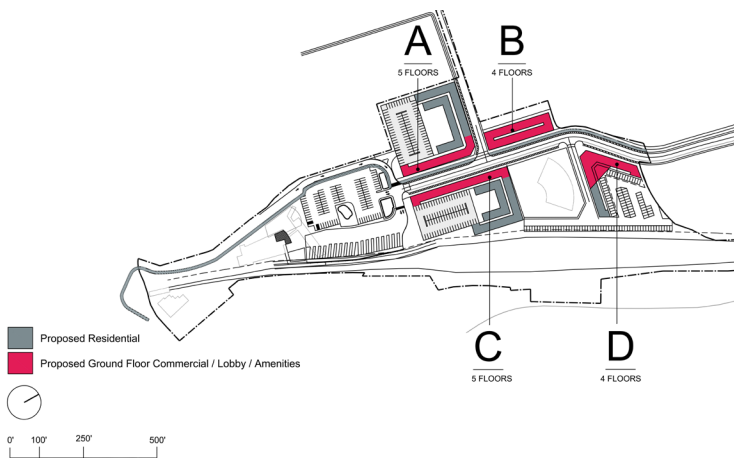 A
5 FLOORS
B
4 FLOORS
C
5 FLOORS
D
4 FLOORS
Proposed Residential
Proposed Ground Floor Commercial / Lobby / Amenities
0' 100' 250' 500'